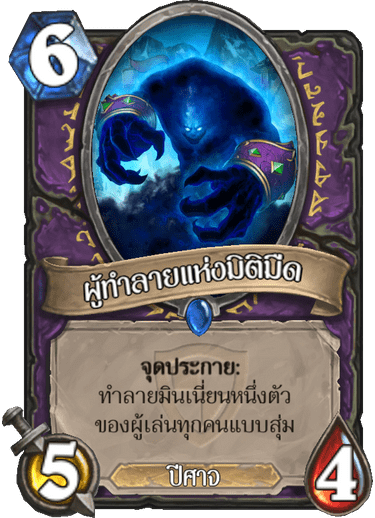 6
ผู้ทำลายแห่งมิติมืด
จุดประกาย:
ทำลายมินเนี่ยนหนึ่งตัว
ของผู้เล่นทุกคนแบบสุ่ม
5
ปีศาจ
4